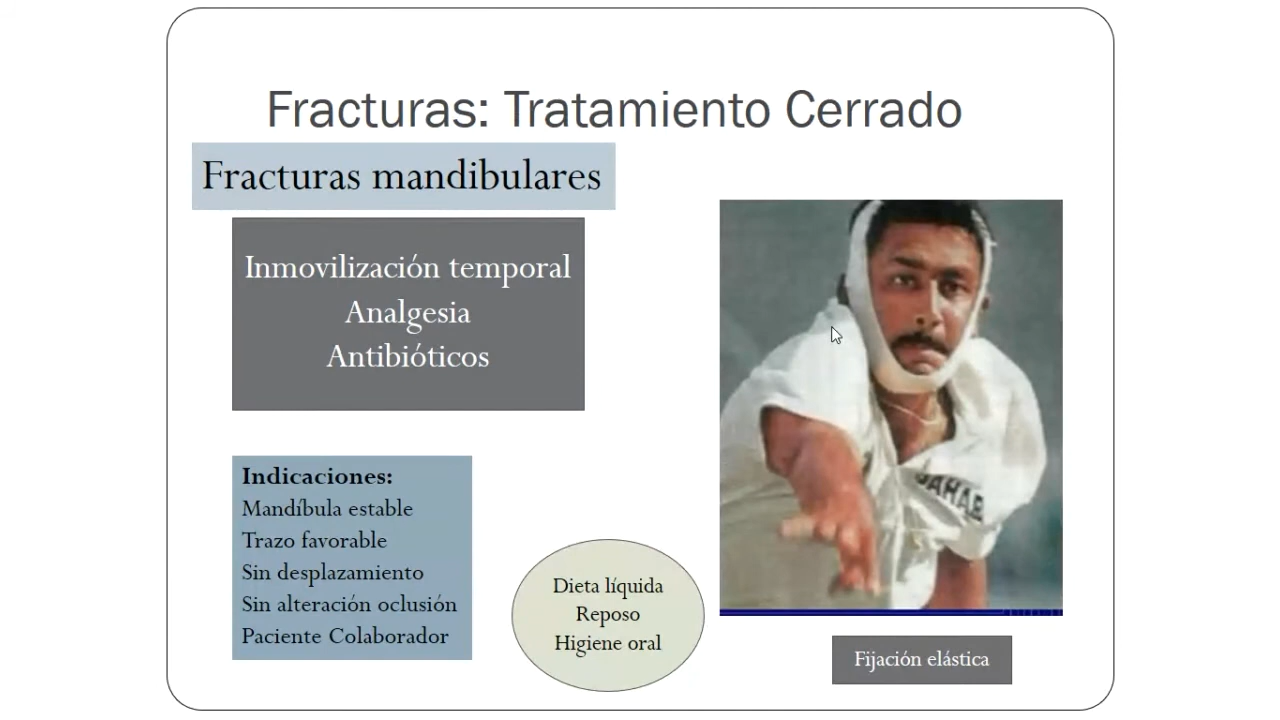 Fracturas: Tratamiento Cerrado
Fracturas mandibulares
Inmovilización temporal
Analgesia
Antibióticos
Indicaciones:
Mandíbula estable
Trazo favorable
Sin desplazamiento
Sin alteración oclusión
Paciente Colaborador
Dieta líquida
Reposo
Higiene oral
Fijación elástica